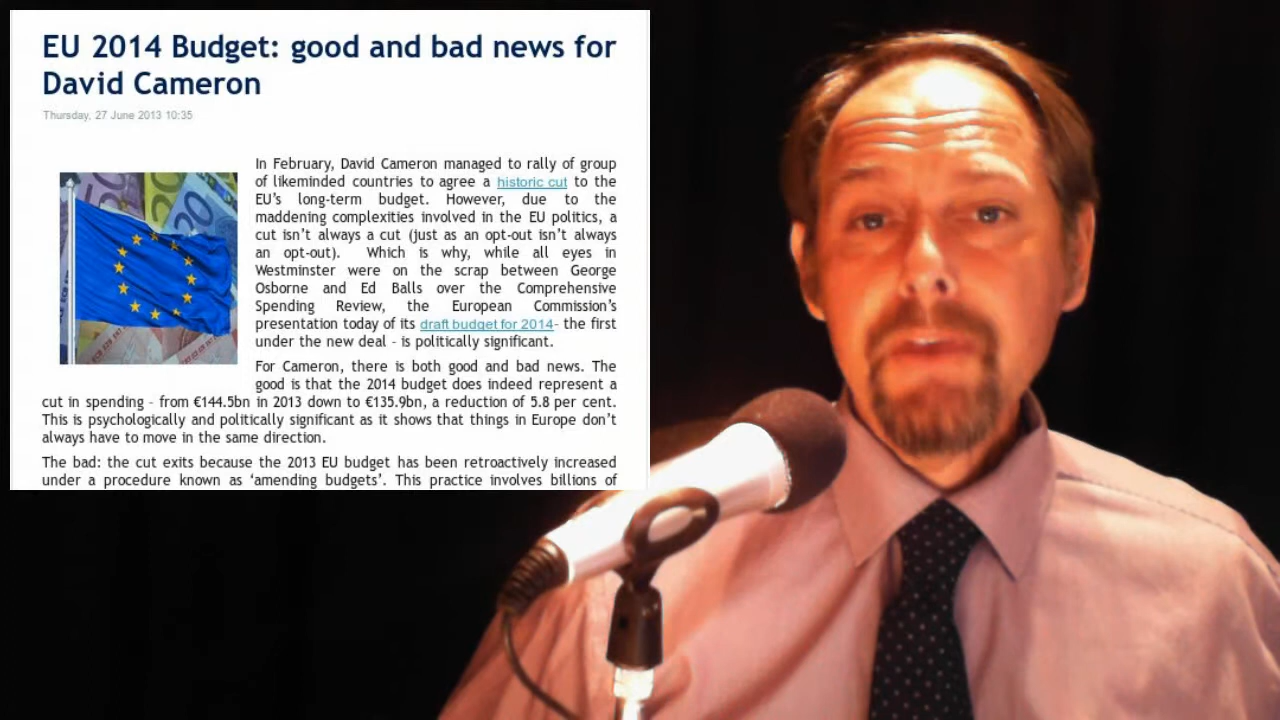 EU 2014 Budget: good and bad news for
David Cameron
Thursday, 27 June 2013 10:35
In February, David Cameron managed to rally of group
of likeminded countries to agree a historic cut to the
EU's long-term budget. However, due to the
maddening complexities involved in the EU politics, a
cut isn't always a cut (just as an opt-out isn't always
an opt-out). Which is why, while all eyes in
Westminster were on the scrap between George
Osborne and Ed Balls over the Comprehensive
Spending Review, the European Commission's
presentation today of its draft budget for 2014- the first
under the new deal - is politically significant.
For Cameron, there is both good and bad news. The
good is that the 2014 budget does indeed represent a
cut in spending - from €144.5bn in 2013 down to €135.9bn, a reduction of 5.8 per cent.
This is psychologically and politically significant as it shows that things in Europe don't
always have to move in the same direction.
The bad: the cut exits because the 2013 EU budget has been retroactively increased
under a procedure known as 'amending budgets'. This practice involves billions of